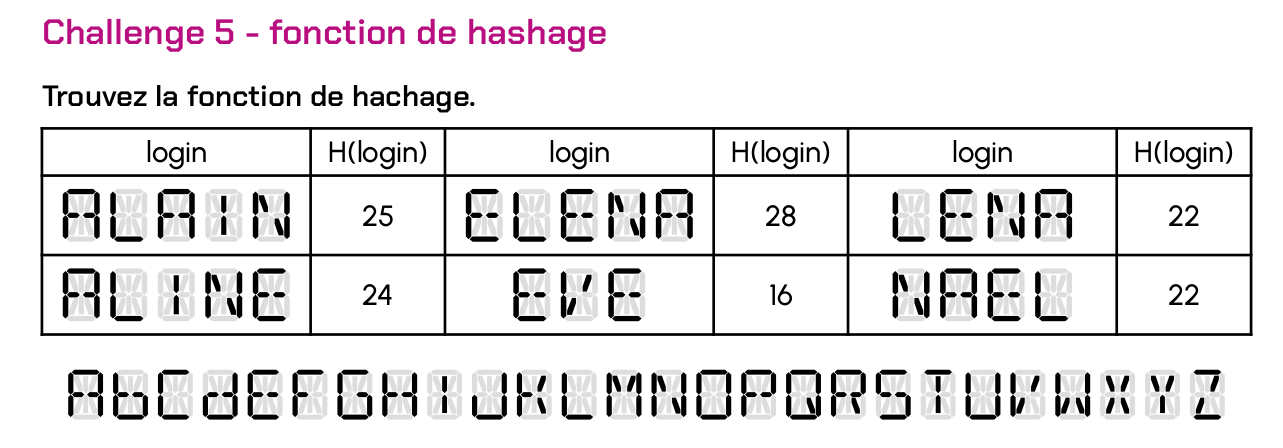 Challenge 5 - fonction de hashage
Trouvez la fonction de hachage.
login H(login) login H(login) login H(login)
ALAIN 25 ELENA 28 LENA 22
ALINE 24 EVE 16 NAEL 22
AbCdEFGHIJKLMNOPQRSTUVWXYZ